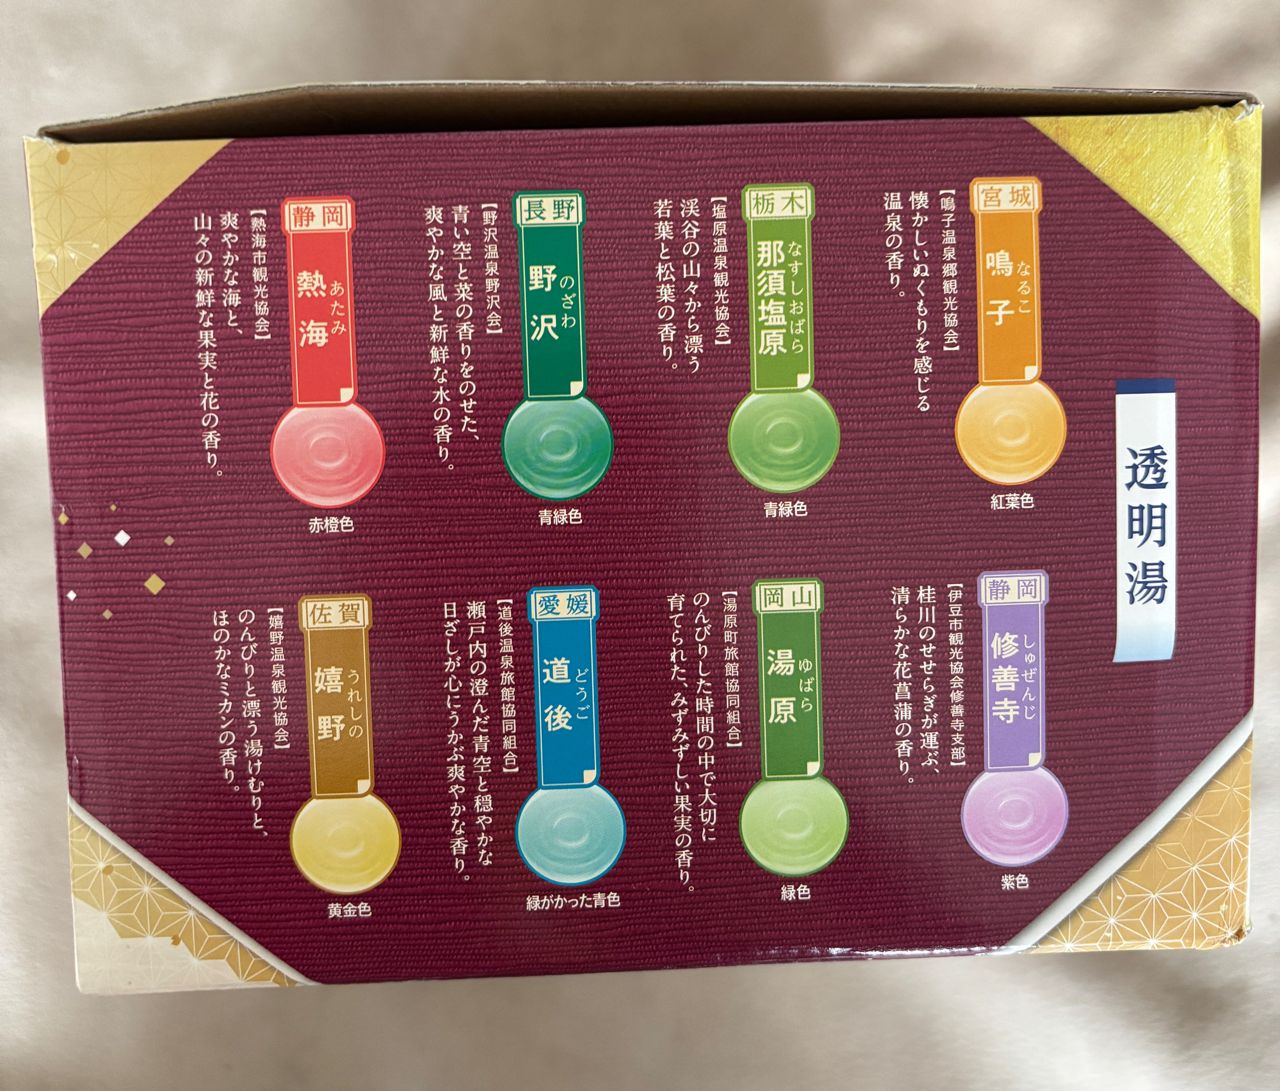 透明湯
宮城
鳴子
なるこ
【鳴子温泉郷観光協会】
懐かしいぬくもりを感じる
温泉の香り。
紅葉色
栃木
那須塩原
なすしおばら
【塩原温泉観光協会】
渓谷の山々から漂う
若葉と松葉の香り。
青緑色
長野
野沢
のざわ
【野沢温泉野沢会】
青い空と菜の香りをのせた、
爽やかな風と新鮮な水の香り。
青緑色
静岡
熱海
あたみ
【熱海市観光協会】
爽やかな海と、
山々の新鮮な果実と花の香り。
赤橙色
静岡
修善寺
しゅぜんじ
【伊豆市観光協会修善寺支部】
桂川のせせらぎが運ぶ、
清らかな花菖蒲の香り。
紫色
岡山
湯原
ゆばら
【湯原町旅館協同組合】
のんびりした時間の中で大切に
育てられた、みずみずしい果実の香り。
緑色
愛媛
道後
どうご
【道後温泉旅館協同組合】
瀬戸内の澄んだ青空と穏やかな
日ざしが心にうかぶ爽やかな香り。
緑がかった青色
佐賀
嬉野
うれしの
【嬉野温泉観光協会】
のんびりと漂う湯けむりと、
ほのかなミカンの香り。
黄金色